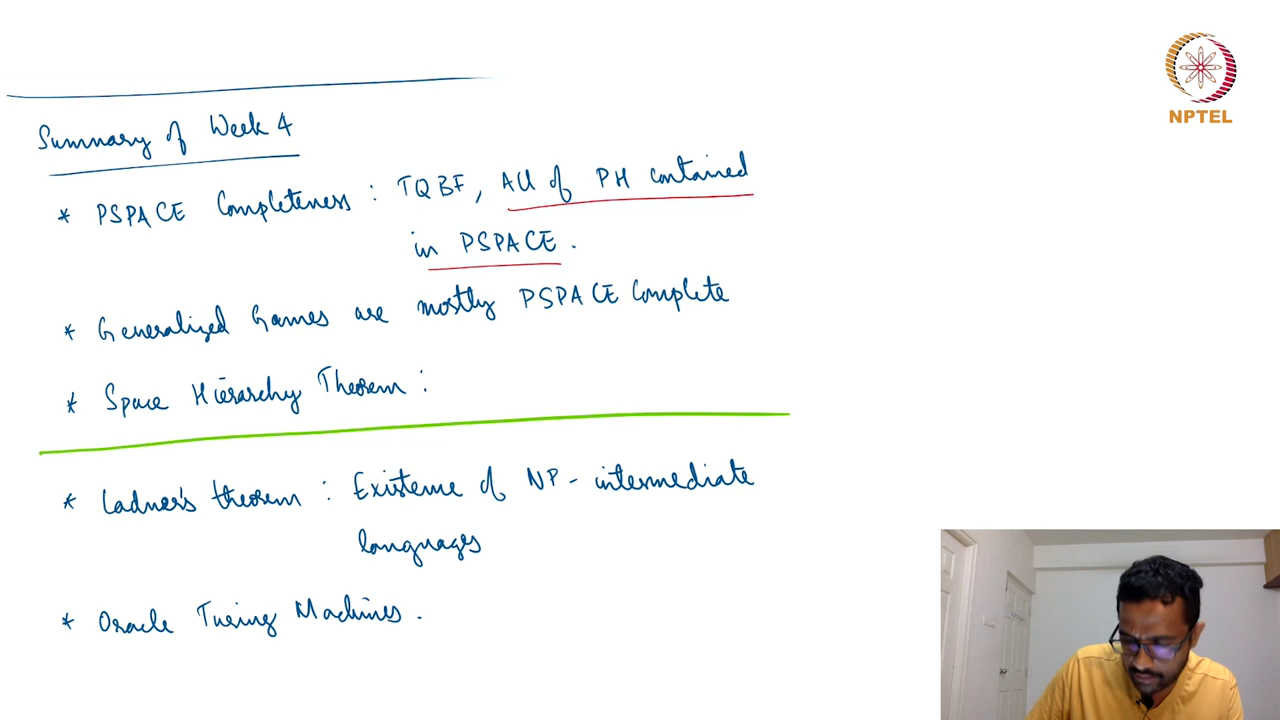 NPTEL
Summary of Week 4
* PSPACE Completeness : TQBF, All of PH contained
in PSPACE.
* Generalized Games are mostly PSPACE Complete
* Space Hierarchy Theorem :
* Ladner's theorem : Existence of NP-intermediate
languages
* Oracle Turing Machines.